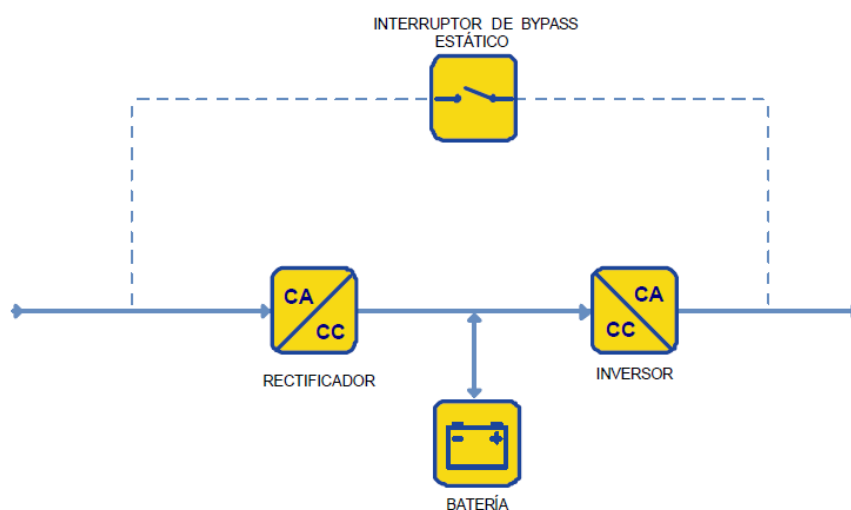 INTERRUPTOR DE BYPASS
ESTÁTICO
CA
CC
CA
CC
RECTIFICADOR
INVERSOR
BATERÍA